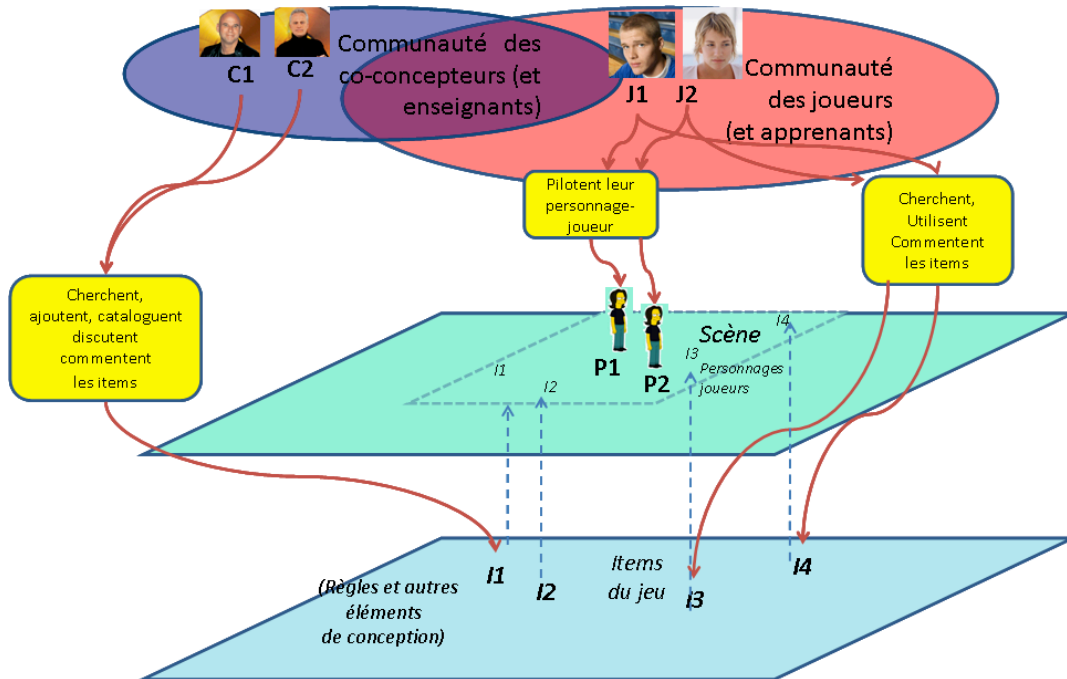 Communauté des
co-concepteurs (et
enseignants)
C1
C2
J1
J2
Communauté
des joueurs
(et apprenants)
Pilotent leur
personnage-
joueur
Cherchent,
Utilisent
Commentent
les items
Cherchent,
ajoutent, cataloguent
discutent
commentent
les items
Scène
P1
P2
Personnages
joueurs
I1
I2
I3
I4
(Règles et autres
éléments
de conception)
I1
I2
Items
du jeu
I3
I4